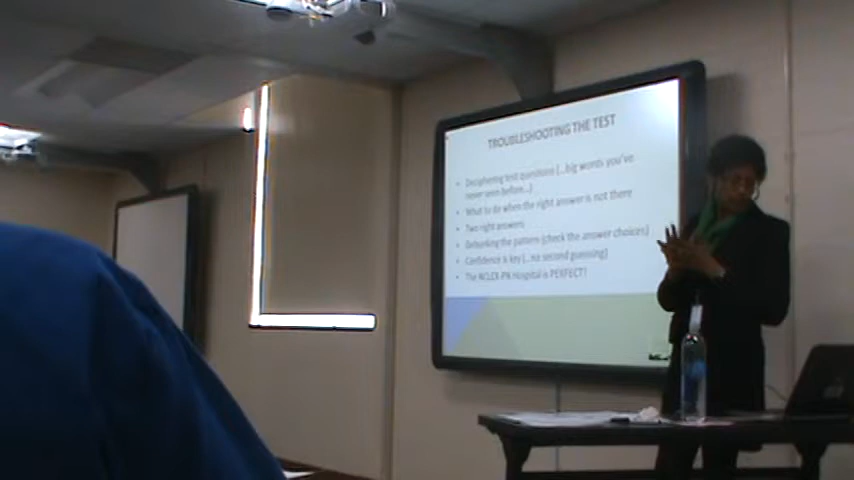 TROUBLESHOOTING THE TEST
• Deciphering test questions (...big words you've
never seen before...)
• What to do when the right answer is not there
• Two right answers
• Debunking the pattern (check the answer choices)
• Confidence is key (...no second guessing)
• The NCLEX-PN Hospital is PERFECT!